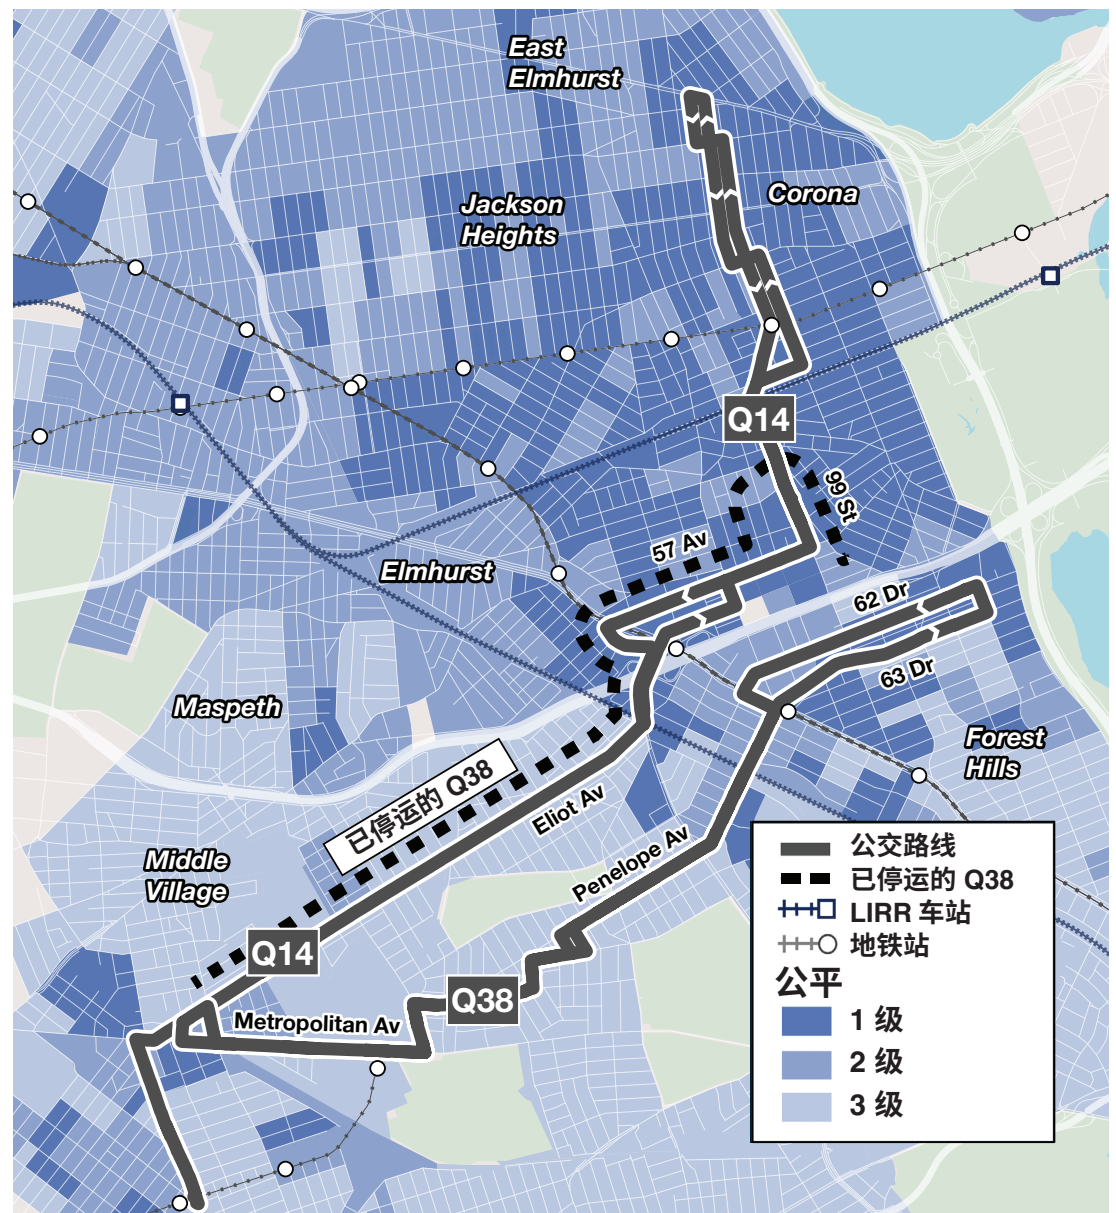 East
Elmhurst
Corona
Jackson
Heights
Q14
99 St
57 Av
Elmhurst
62 Dr
63 Dr
Maspeth
Forest
Hills
已停运的 Q38
Eliot Av
Penelope Av
Middle
Village
Q14
Q38
Metropolitan Av
公交路线
已停运的 Q38
LIRR 车站
地铁站
公平
1 级
2 级
3 级